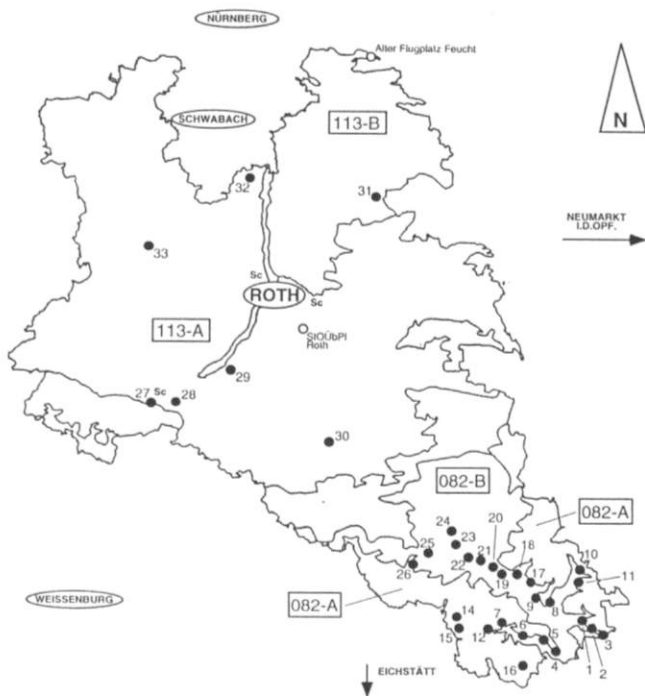 NÜRNBERG
Alter Flugplatz Feucht
SCHWABACH
113-B
N
32
31
NEUMARKT
I.D.OPF.
33
Sc
Sc
ROTH
StOÜbPl
Roth
113-A
29
27
Sc
28
30
082-B
20
082-A
24
23
18
25
22
21
10
26
19
17
11
WEISSENBURG
082-A
9
8
14
7
6
15
12
5
3
16
4
1
2
EICHSTÄTT